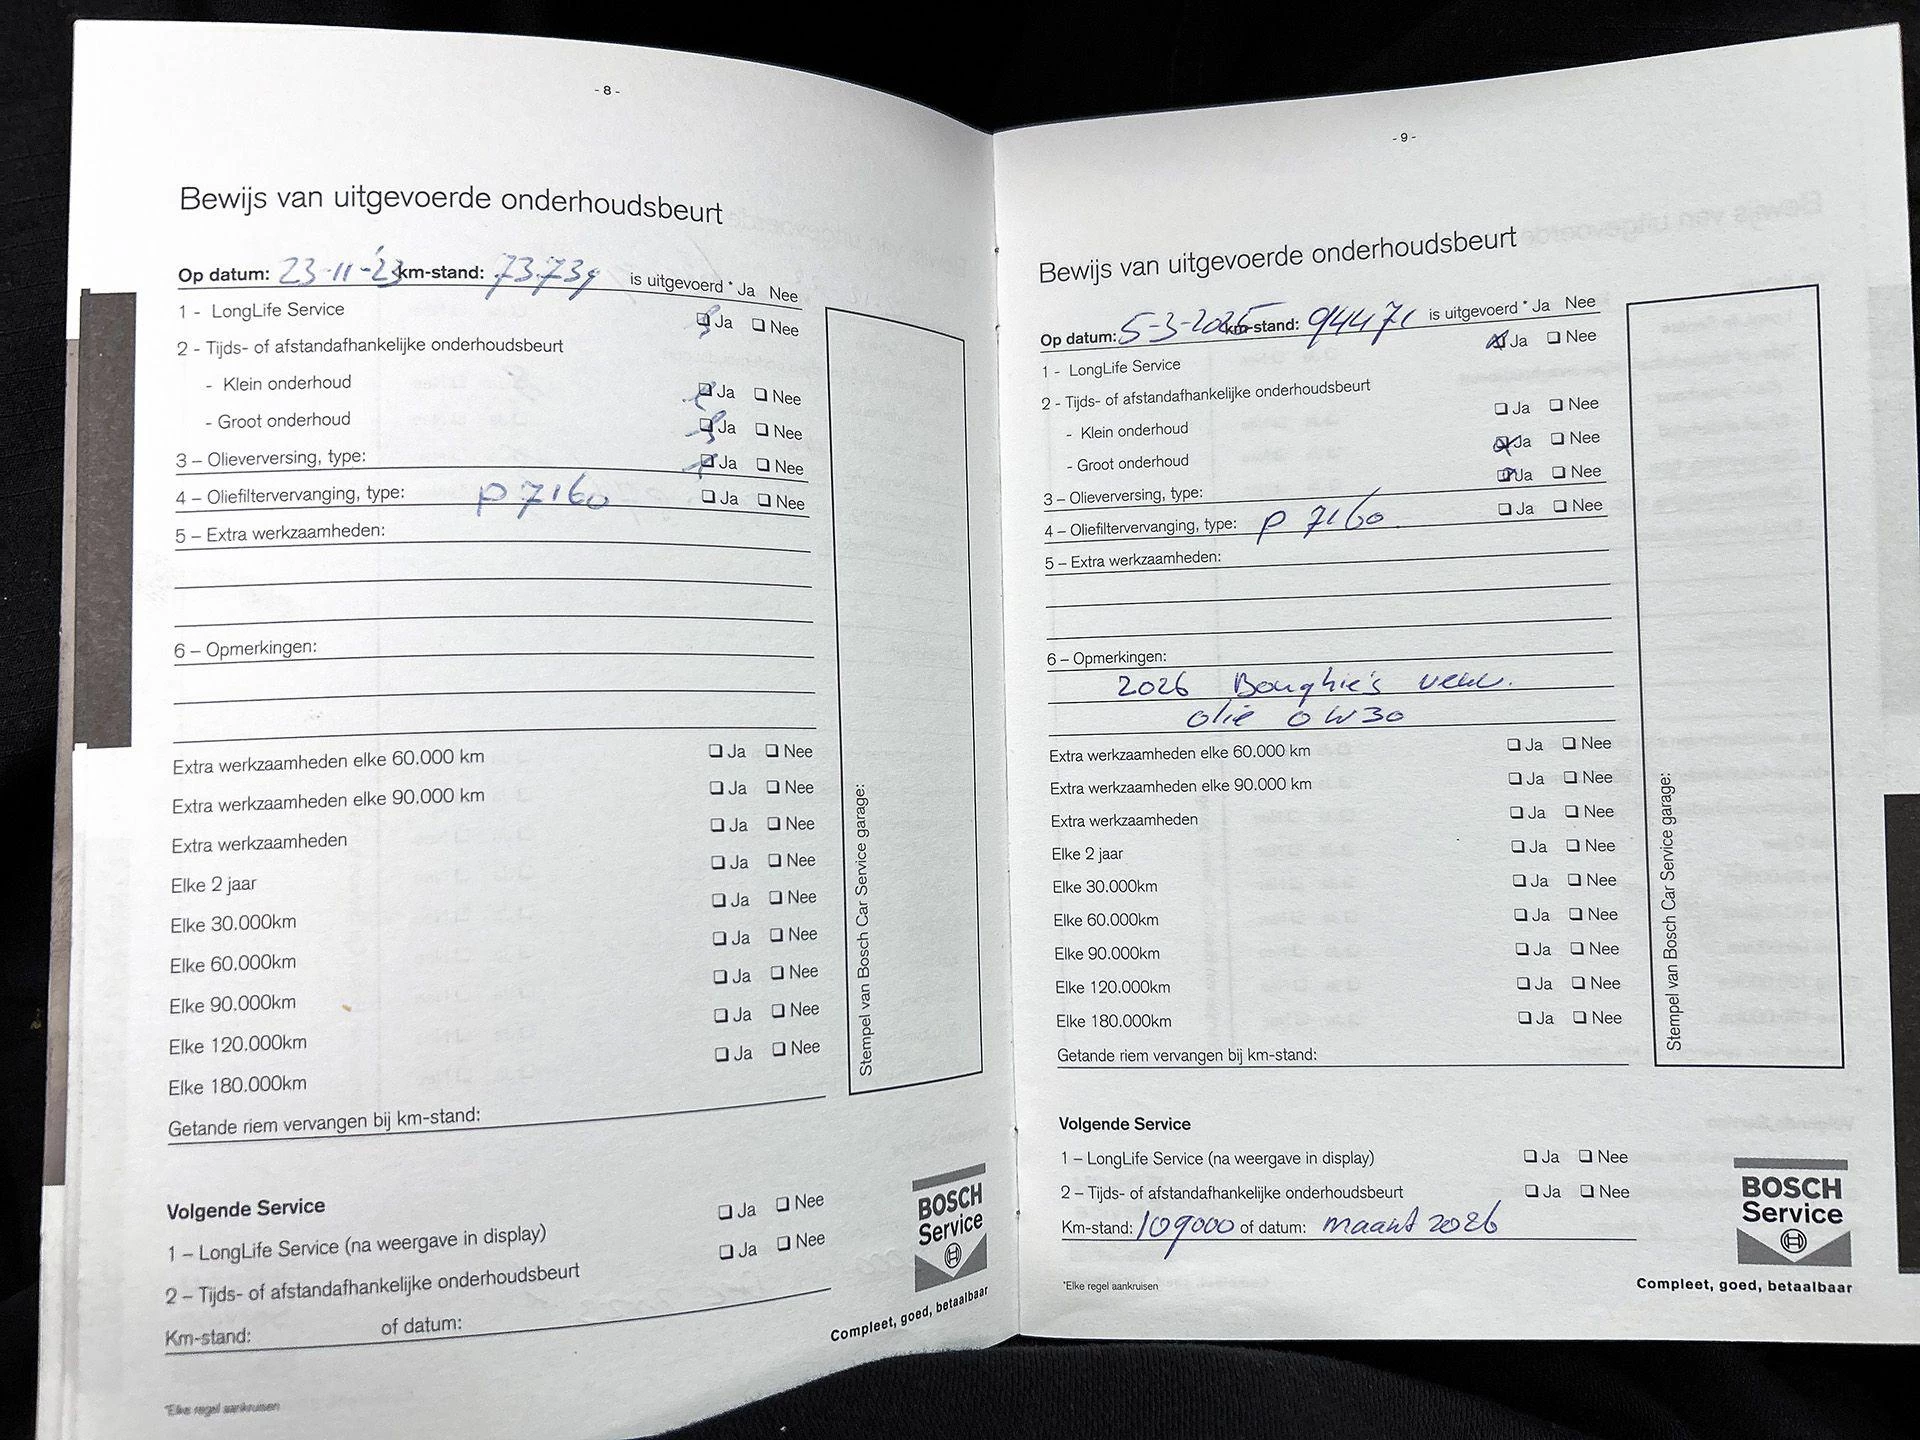 - 8 -
Bewijs van uitgevoerde onderhoudsbeurt
Op datum: 23-11-'23 km-stand: 73.739 is uitgevoerd * Ja Nee
1 - LongLife Service Ja Nee
2 - Tijds- of afstandafhankelijke onderhoudsbeurt
- Klein onderhoud Ja Nee
- Groot onderhoud Ja Nee
3 – Olieverversing, type: Ja Nee
4 – Oliefiltervervanging, type: P 7160 Ja Nee
5 – Extra werkzaamheden:
6 – Opmerkingen:
Extra werkzaamheden elke 60.000 km Ja Nee
Extra werkzaamheden elke 90.000 km Ja Nee
Extra werkzaamheden Ja Nee
Elke 2 jaar Ja Nee
Elke 30.000km Ja Nee
Elke 60.000km Ja Nee
Elke 90.000km Ja Nee
Elke 120.000km Ja Nee
Elke 180.000km Ja Nee
Getande riem vervangen bij km-stand:
Stempel van Bosch Car Service garage:
Volgende Service
1 – LongLife Service (na weergave in display) Ja Nee
2 – Tijds- of afstandafhankelijke onderhoudsbeurt Ja Nee
Km-stand: of datum:
*Elke regel aankruisen
BOSCH
Service
Compleet, goed, betaalbaar
- 9 -
Bewijs van uitgevoerde onderhoudsbeurt
Op datum: 5-3-2025 km-stand: 94471 is uitgevoerd * Ja Nee
1 - LongLife Service Ja Nee
2 - Tijds- of afstandafhankelijke onderhoudsbeurt
- Klein onderhoud Ja Nee
- Groot onderhoud Ja Nee
3 – Olieverversing, type: Ja Nee
4 – Oliefiltervervanging, type: P 7160 Ja Nee
5 – Extra werkzaamheden:
6 – Opmerkingen:
2026 Boughie's
olie 0W30
Extra werkzaamheden elke 60.000 km Ja Nee
Extra werkzaamheden elke 90.000 km Ja Nee
Extra werkzaamheden Ja Nee
Elke 2 jaar Ja Nee
Elke 30.000km Ja Nee
Elke 60.000km Ja Nee
Elke 90.000km Ja Nee
Elke 120.000km Ja Nee
Elke 180.000km Ja Nee
Getande riem vervangen bij km-stand:
Stempel van Bosch Car Service garage:
Volgende Service
1 – LongLife Service (na weergave in display) Ja Nee
2 – Tijds- of afstandafhankelijke onderhoudsbeurt Ja Nee
Km-stand: 109000 of datum: maart 2026
*Elke regel aankruisen
BOSCH
Service
Compleet, goed, betaalbaar